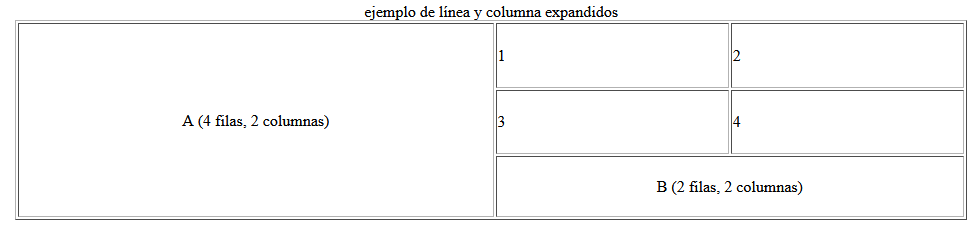 ejemplo de línea y columna expandidos
1
2
A (4 filas, 2 columnas)
3
4
B (2 filas, 2 columnas)